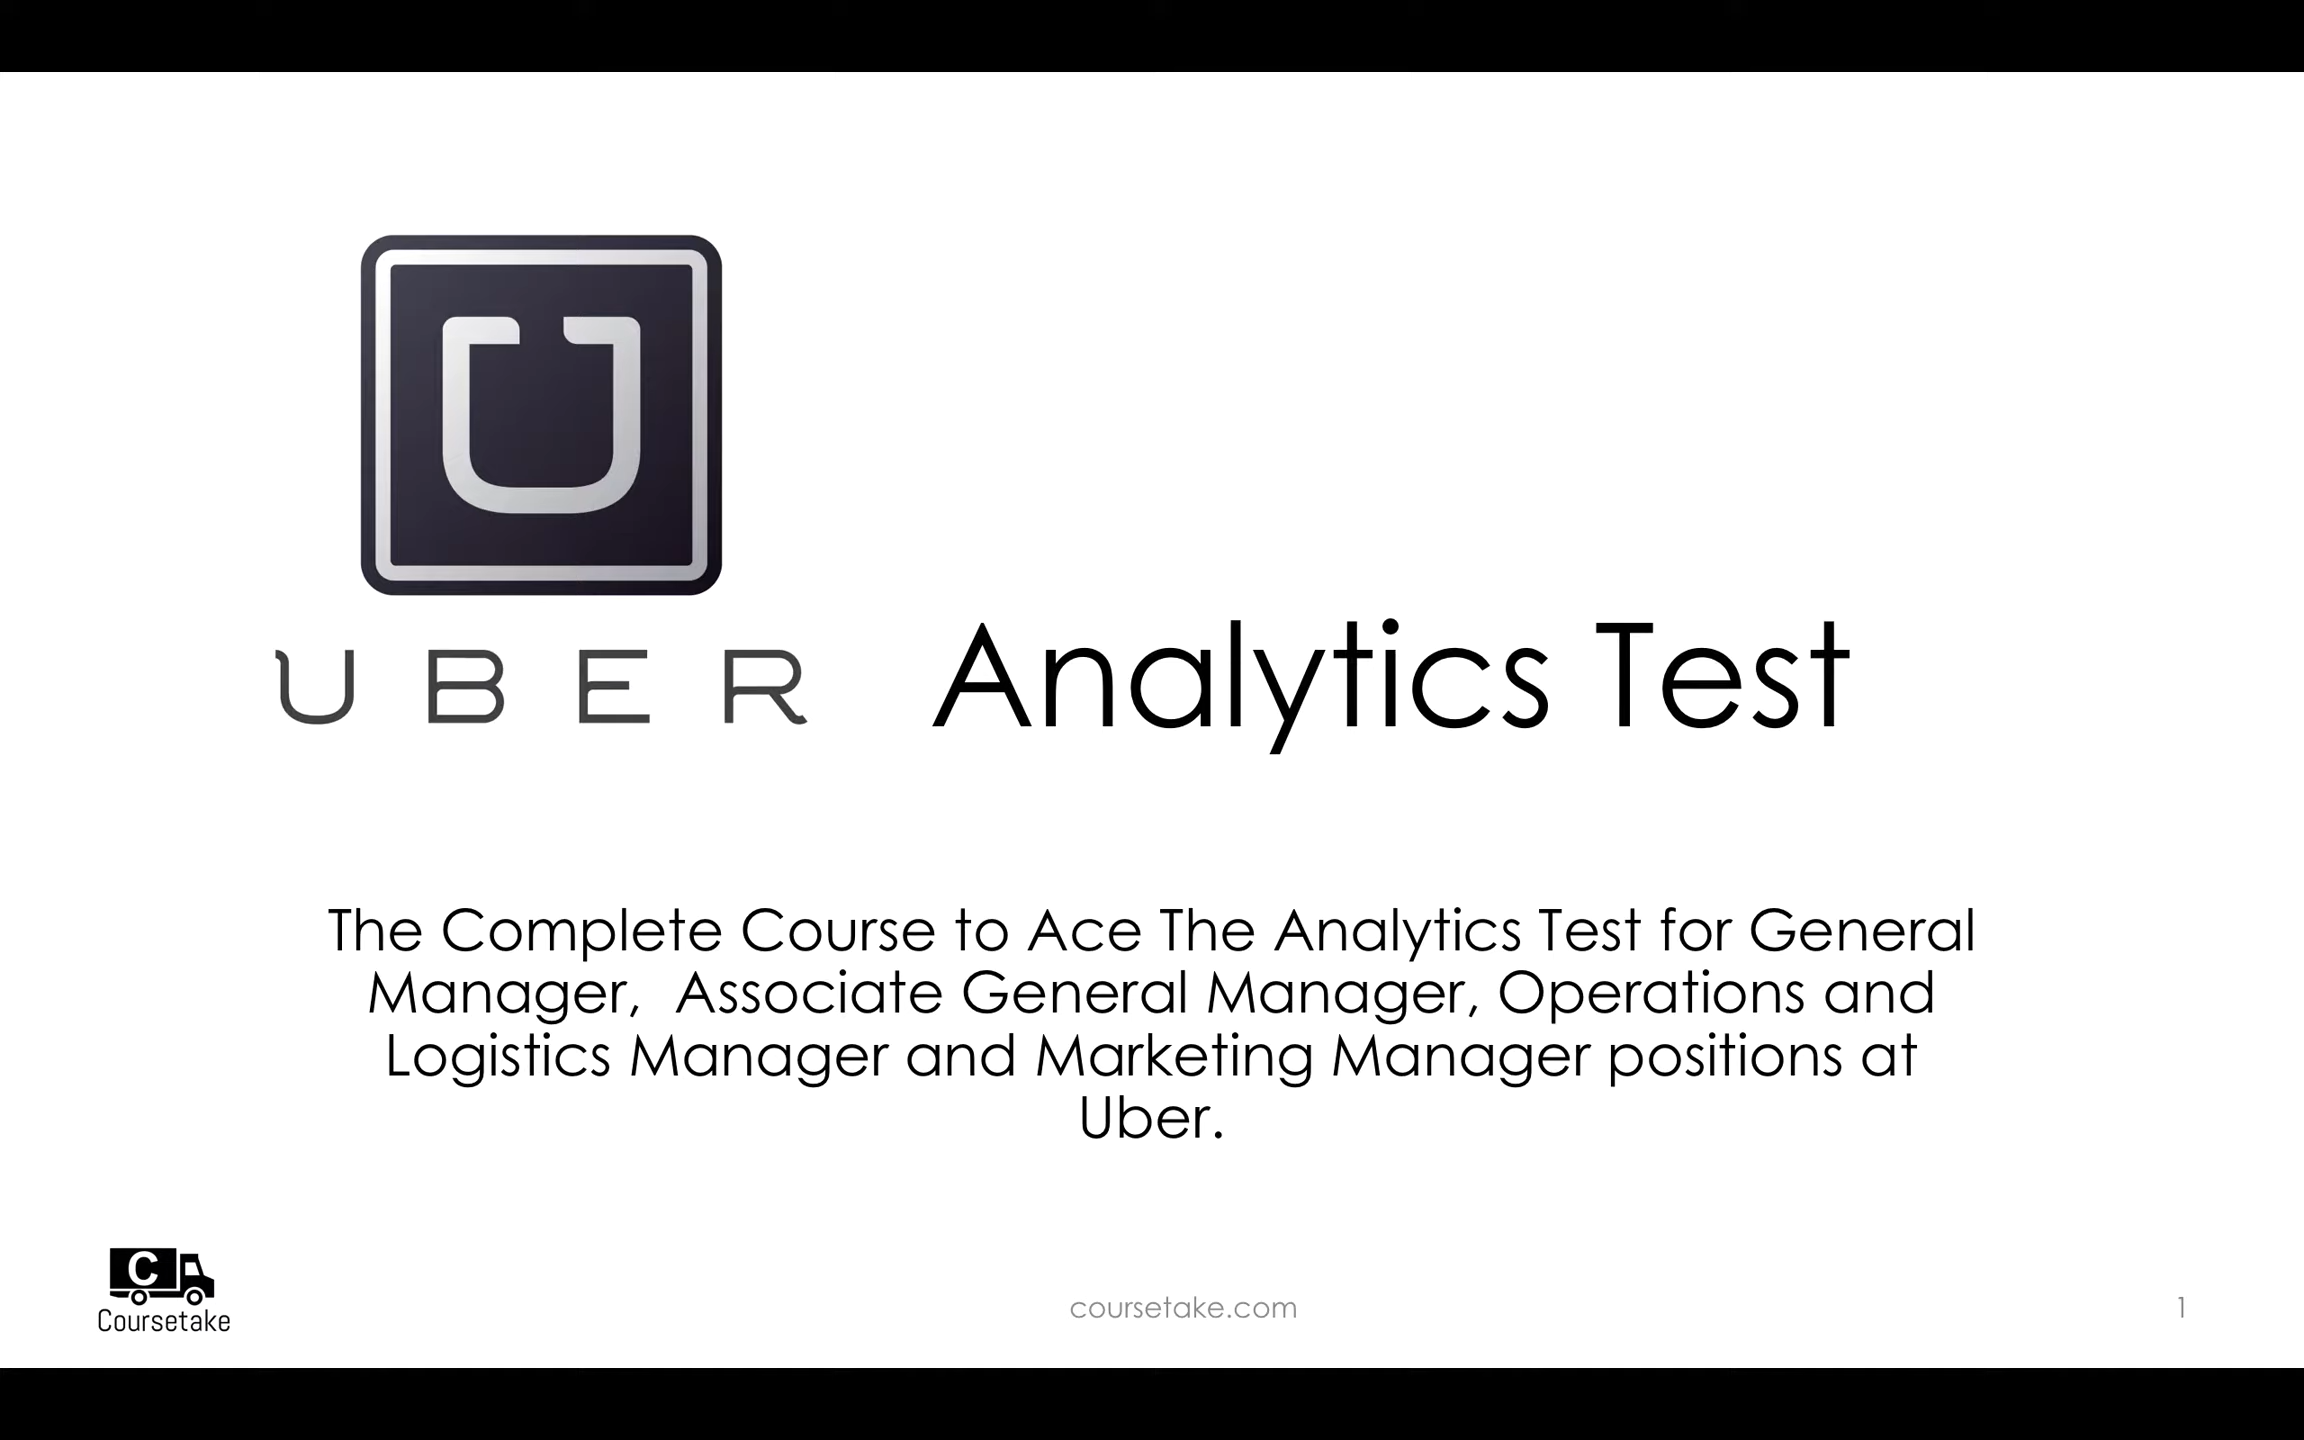 U
UBER Analytics Test
The Complete Course to Ace The Analytics Test for General
Manager,  Associate General Manager, Operations and
Logistics Manager and Marketing Manager positions at
Uber.
C
Coursetake
coursetake.com
1